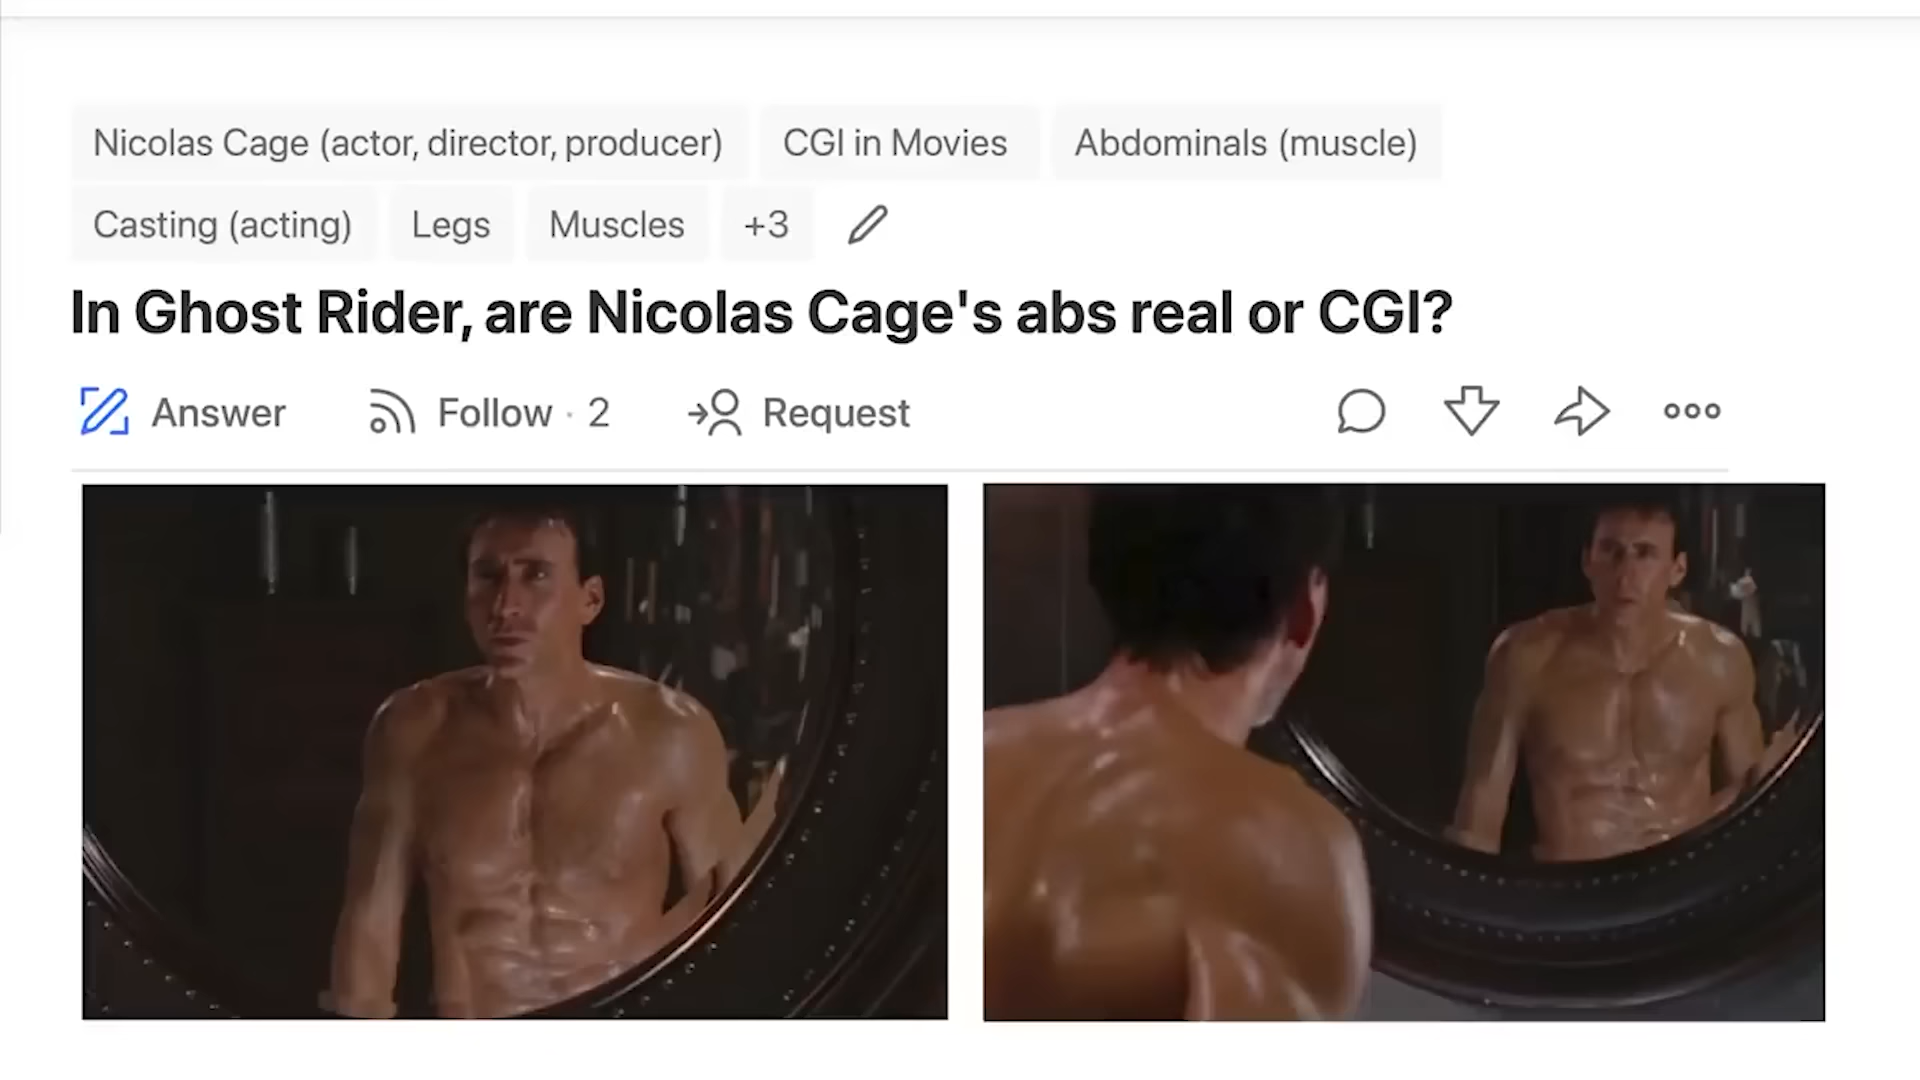 Nicolas Cage (actor, director, producer) CGI in Movies Abdominals (muscle)
Casting (acting) Legs Muscles +3
In Ghost Rider, are Nicolas Cage's abs real or CGI?
Answer Follow · 2 Request